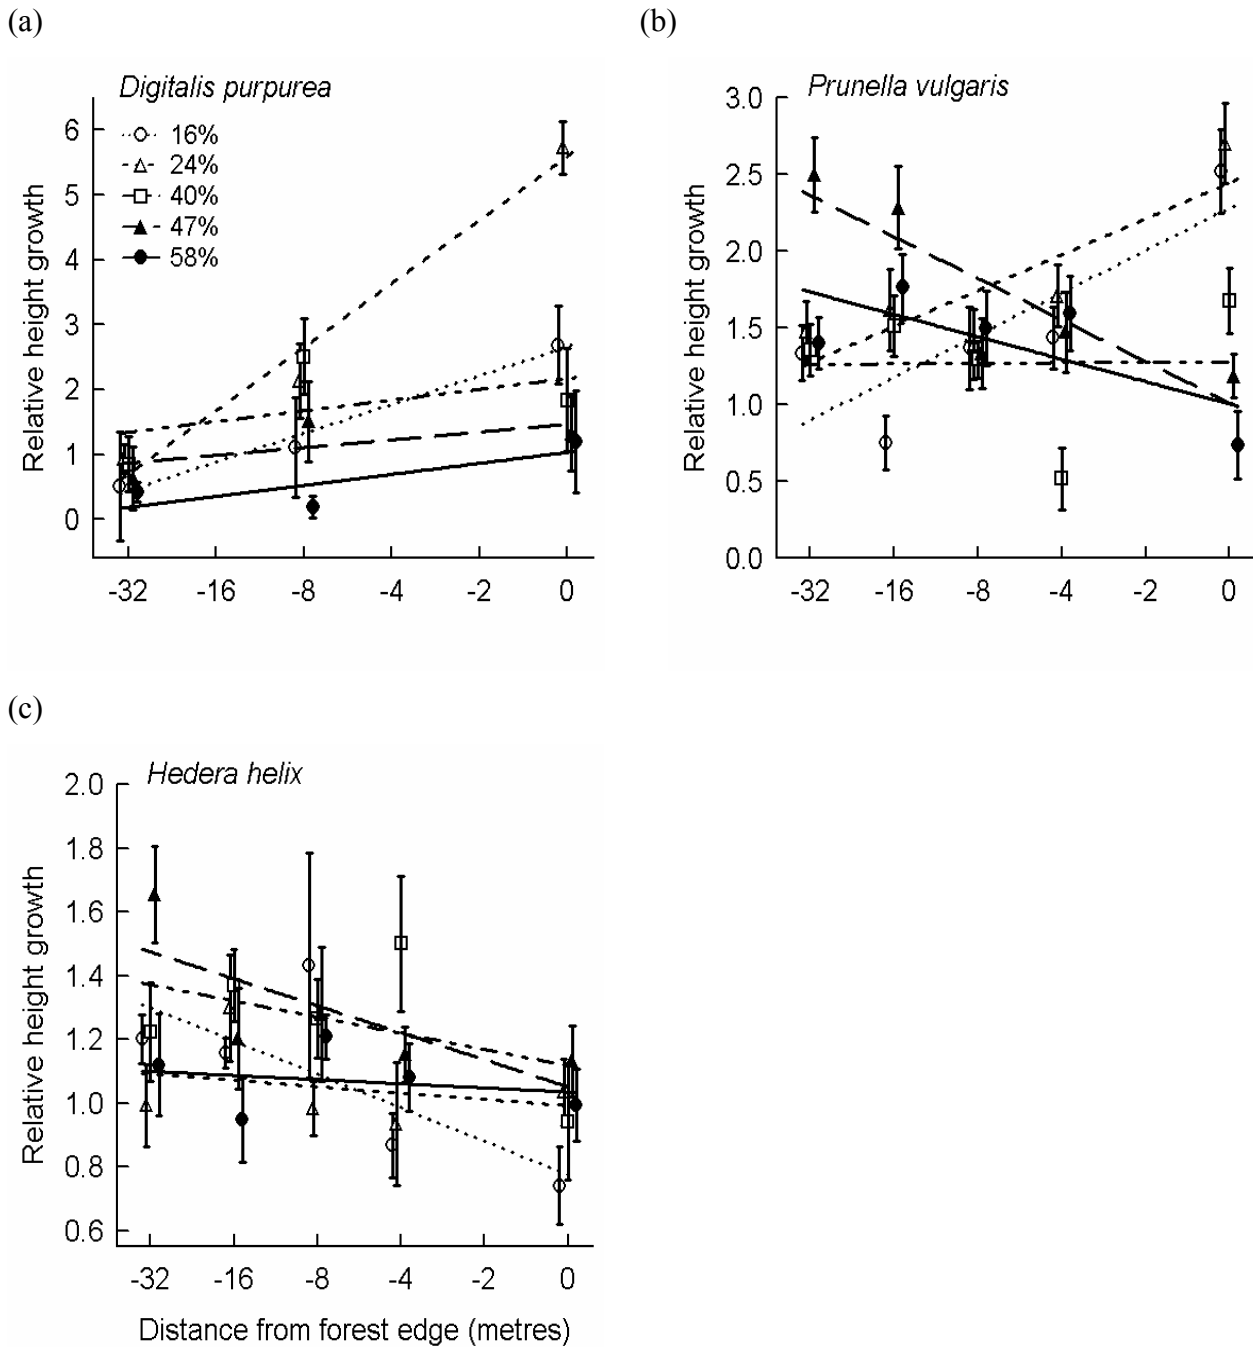 (a)
Digitalis purpurea
16%
24%
40%
47%
58%
Relative height growth
6
5
4
3
2
1
0
-32 -16 -8 -4 -2 0
(b)
Prunella vulgaris
Relative height growth
3.0
2.5
2.0
1.5
1.0
0.5
0.0
-32 -16 -8 -4 -2 0
(c)
Hedera helix
Relative height growth
2.0
1.8
1.6
1.4
1.2
1.0
0.8
0.6
-32 -16 -8 -4 -2 0
Distance from forest edge (metres)